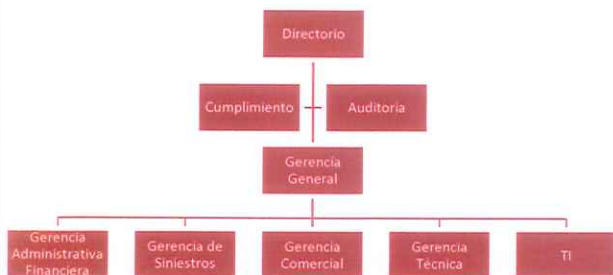 Directorio
Cumplimiento
Auditoria
Gerencia
General
Gerencia
Administrativa
Financiera
Gerencia de
Siniestros
Gerencia
Comercial
Gerencia
Técnica
TI